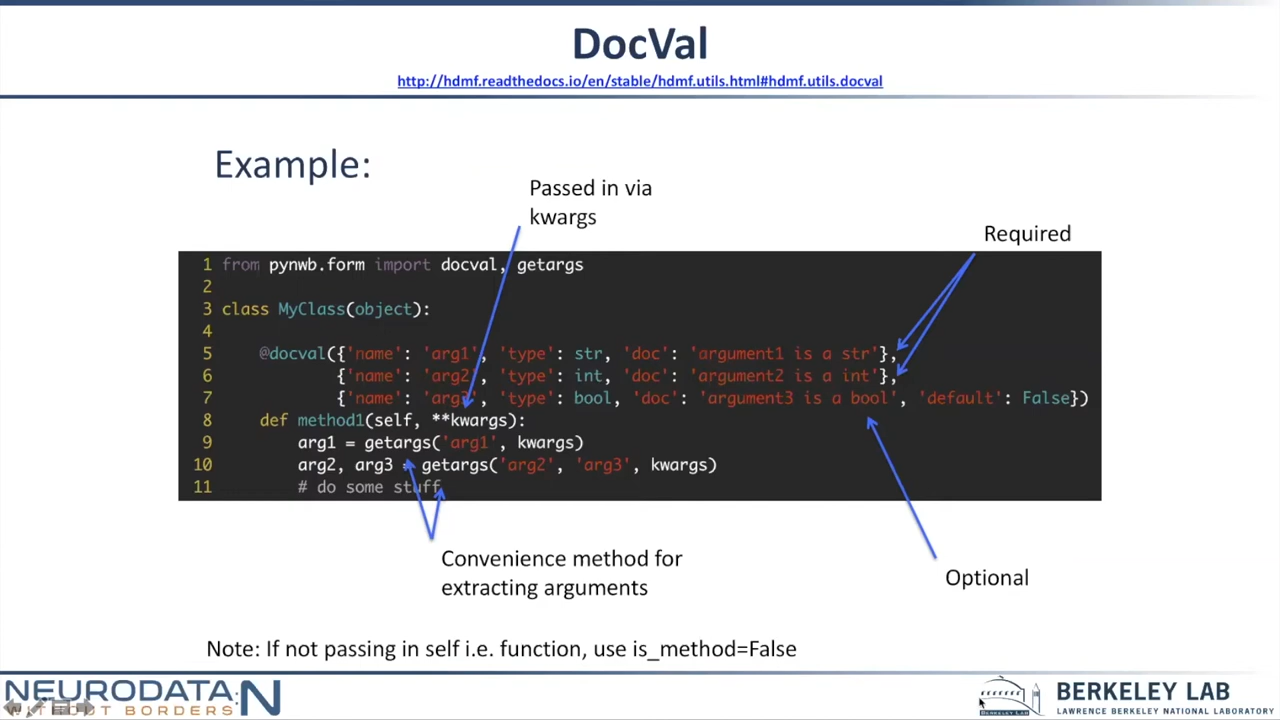 DocVal
http://hdmf.readthedocs.io/en/stable/hdmf.utils.html#hdmf.utils.docval
Example:
Passed in via
kwargs
Required
1 from pynwb.form import docval, getargs
2
3 class MyClass(object):
4
5 @docval({'name': 'arg1', 'type': str, 'doc': 'argument1 is a str'},
6 {'name': 'arg2', 'type': int, 'doc': 'argument2 is a int'},
7 {'name': 'arg3', 'type': bool, 'doc': 'argument3 is a bool', 'default': False})
8 def method1(self, **kwargs):
9 arg1 = getargs('arg1', kwargs)
10 arg2, arg3 = getargs('arg2', 'arg3', kwargs)
11 # do some stuff
Convenience method for
extracting arguments
Optional
Note: If not passing in self i.e. function, use is_method=False
NEURODATA
WITHOUT BORDERS
N
BERKELEY LAB
BERKELEY LAB
LAWRENCE BERKELEY NATIONAL LABORATORY